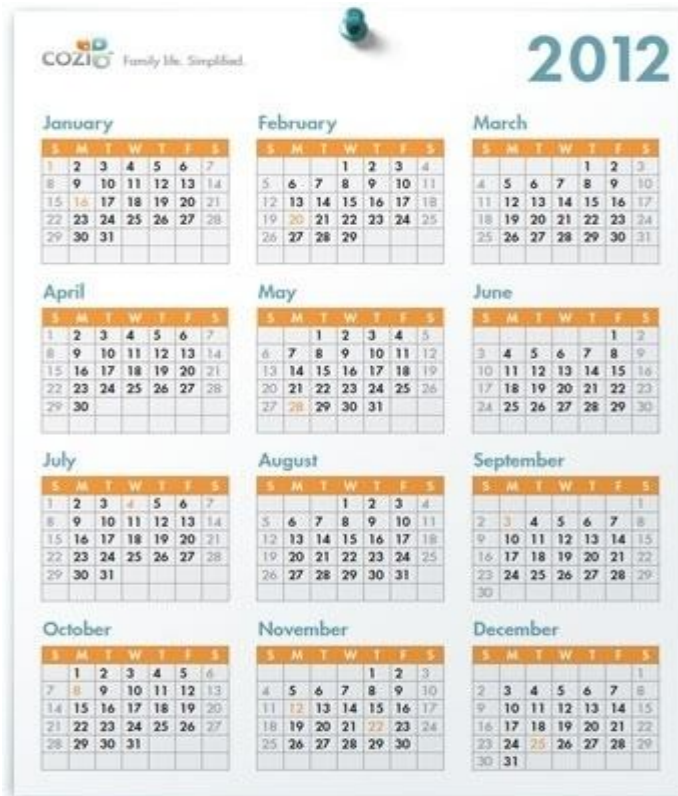 COZI Family life. Simplified.
2012
January
S M T W T F S
1 2 3 4 5 6 7
8 9 10 11 12 13 14
15 16 17 18 19 20 21
22 23 24 25 26 27 28
29 30 31
February
S M T W T F S
1 2 3 4
5 6 7 8 9 10 11
12 13 14 15 16 17 18
19 20 21 22 23 24 25
26 27 28 29
March
S M T W T F S
1 2 3
4 5 6 7 8 9 10
11 12 13 14 15 16 17
18 19 20 21 22 23 24
25 26 27 28 29 30 31
April
S M T W T F S
1 2 3 4 5 6 7
8 9 10 11 12 13 14
15 16 17 18 19 20 21
22 23 24 25 26 27 28
29 30
May
S M T W T F S
1 2 3 4 5
6 7 8 9 10 11 12
13 14 15 16 17 18 19
20 21 22 23 24 25 26
27 28 29 30 31
June
S M T W T F S
1 2
3 4 5 6 7 8 9
10 11 12 13 14 15 16
17 18 19 20 21 22 23
24 25 26 27 28 29 30
July
S M T W T F S
1 2 3 4 5 6 7
8 9 10 11 12 13 14
15 16 17 18 19 20 21
22 23 24 25 26 27 28
29 30 31
August
S M T W T F S
1 2 3 4
5 6 7 8 9 10 11
12 13 14 15 16 17 18
19 20 21 22 23 24 25
26 27 28 29 30 31
September
S M T W T F S
1
2 3 4 5 6 7 8
9 10 11 12 13 14 15
16 17 18 19 20 21 22
23 24 25 26 27 28 29
30
October
S M T W T F S
1 2 3 4 5 6
7 8 9 10 11 12 13
14 15 16 17 18 19 20
21 22 23 24 25 26 27
28 29 30 31
November
S M T W T F S
1 2 3
4 5 6 7 8 9 10
11 12 13 14 15 16 17
18 19 20 21 22 23 24
25 26 27 28 29 30
December
S M T W T F S
1
2 3 4 5 6 7 8
9 10 11 12 13 14 15
16 17 18 19 20 21 22
23 24 25 26 27 28 29
30 31